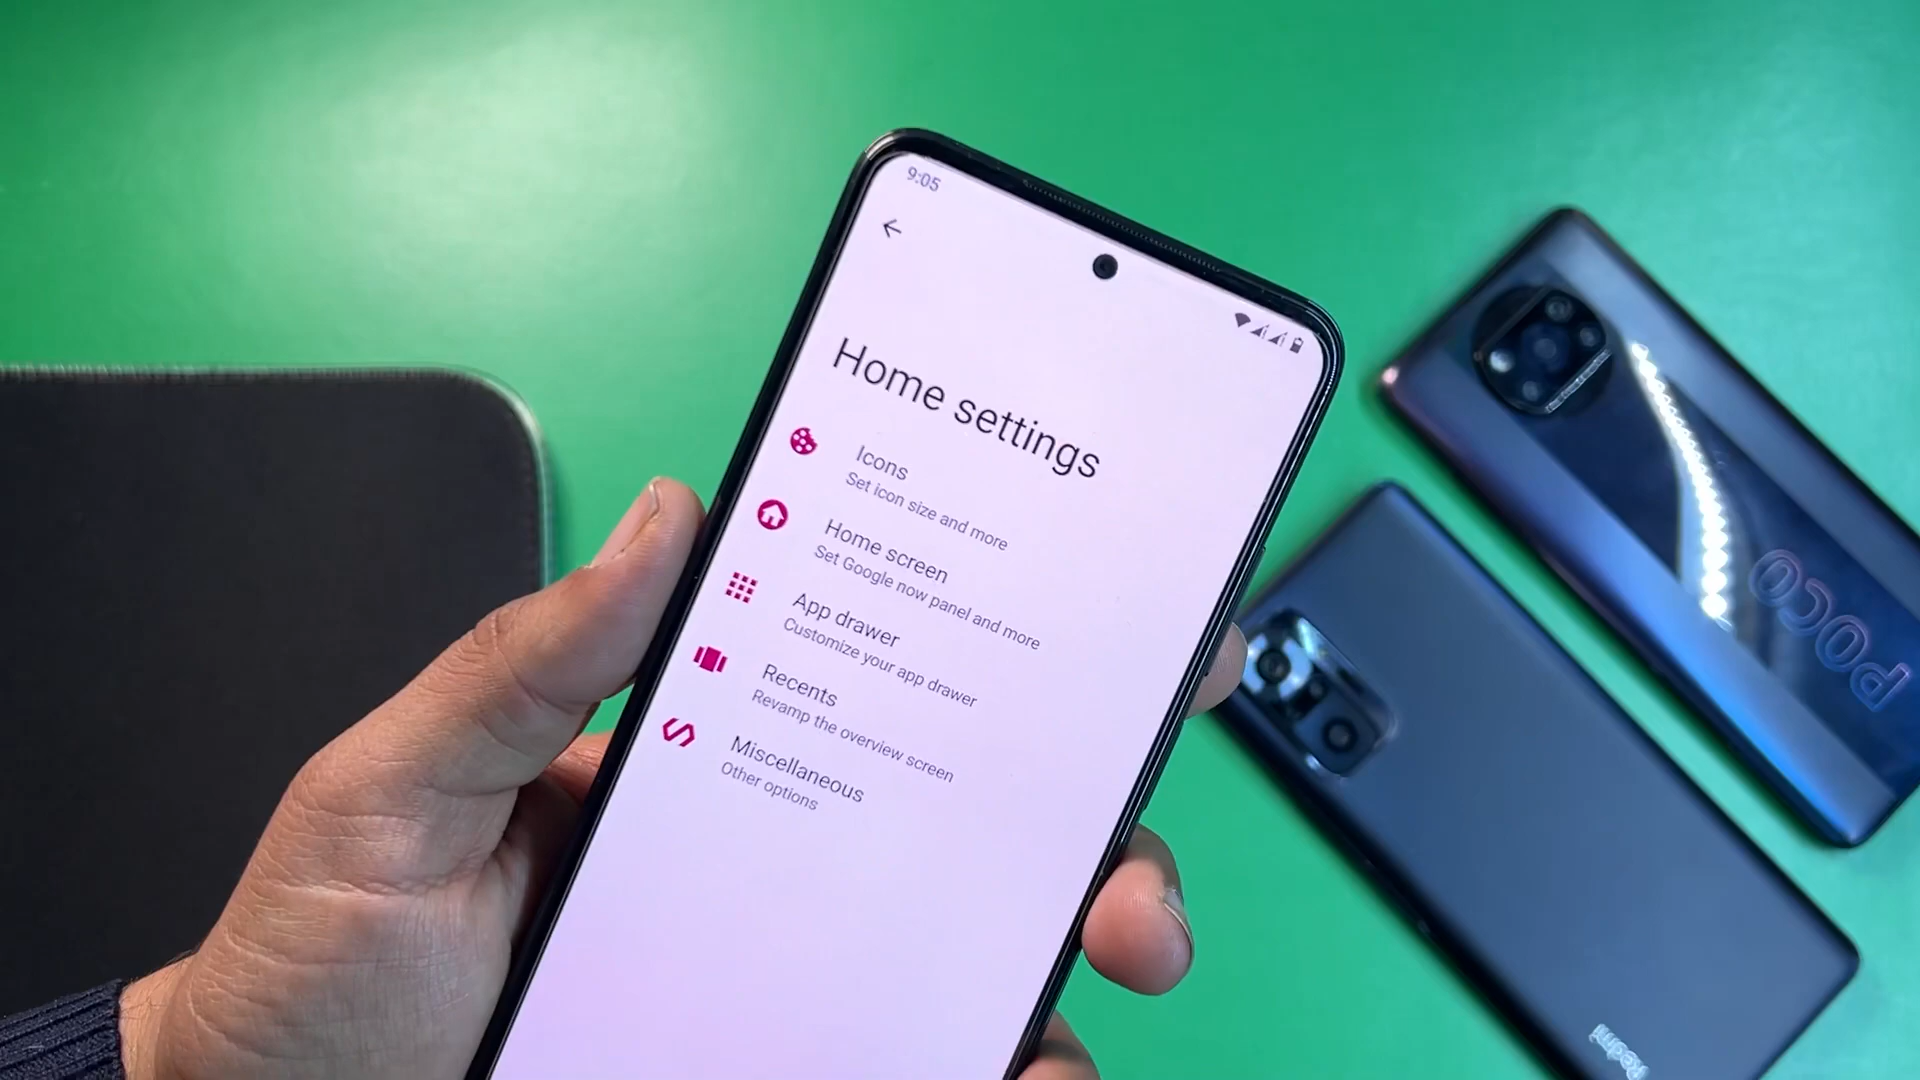 9:05
Home settings
Icons
Set icon size and more
Home screen
Set Google now panel and more
App drawer
Customize your app drawer
Recents
Revamp the overview screen
Miscellaneous
Other options
POCO
Redmi